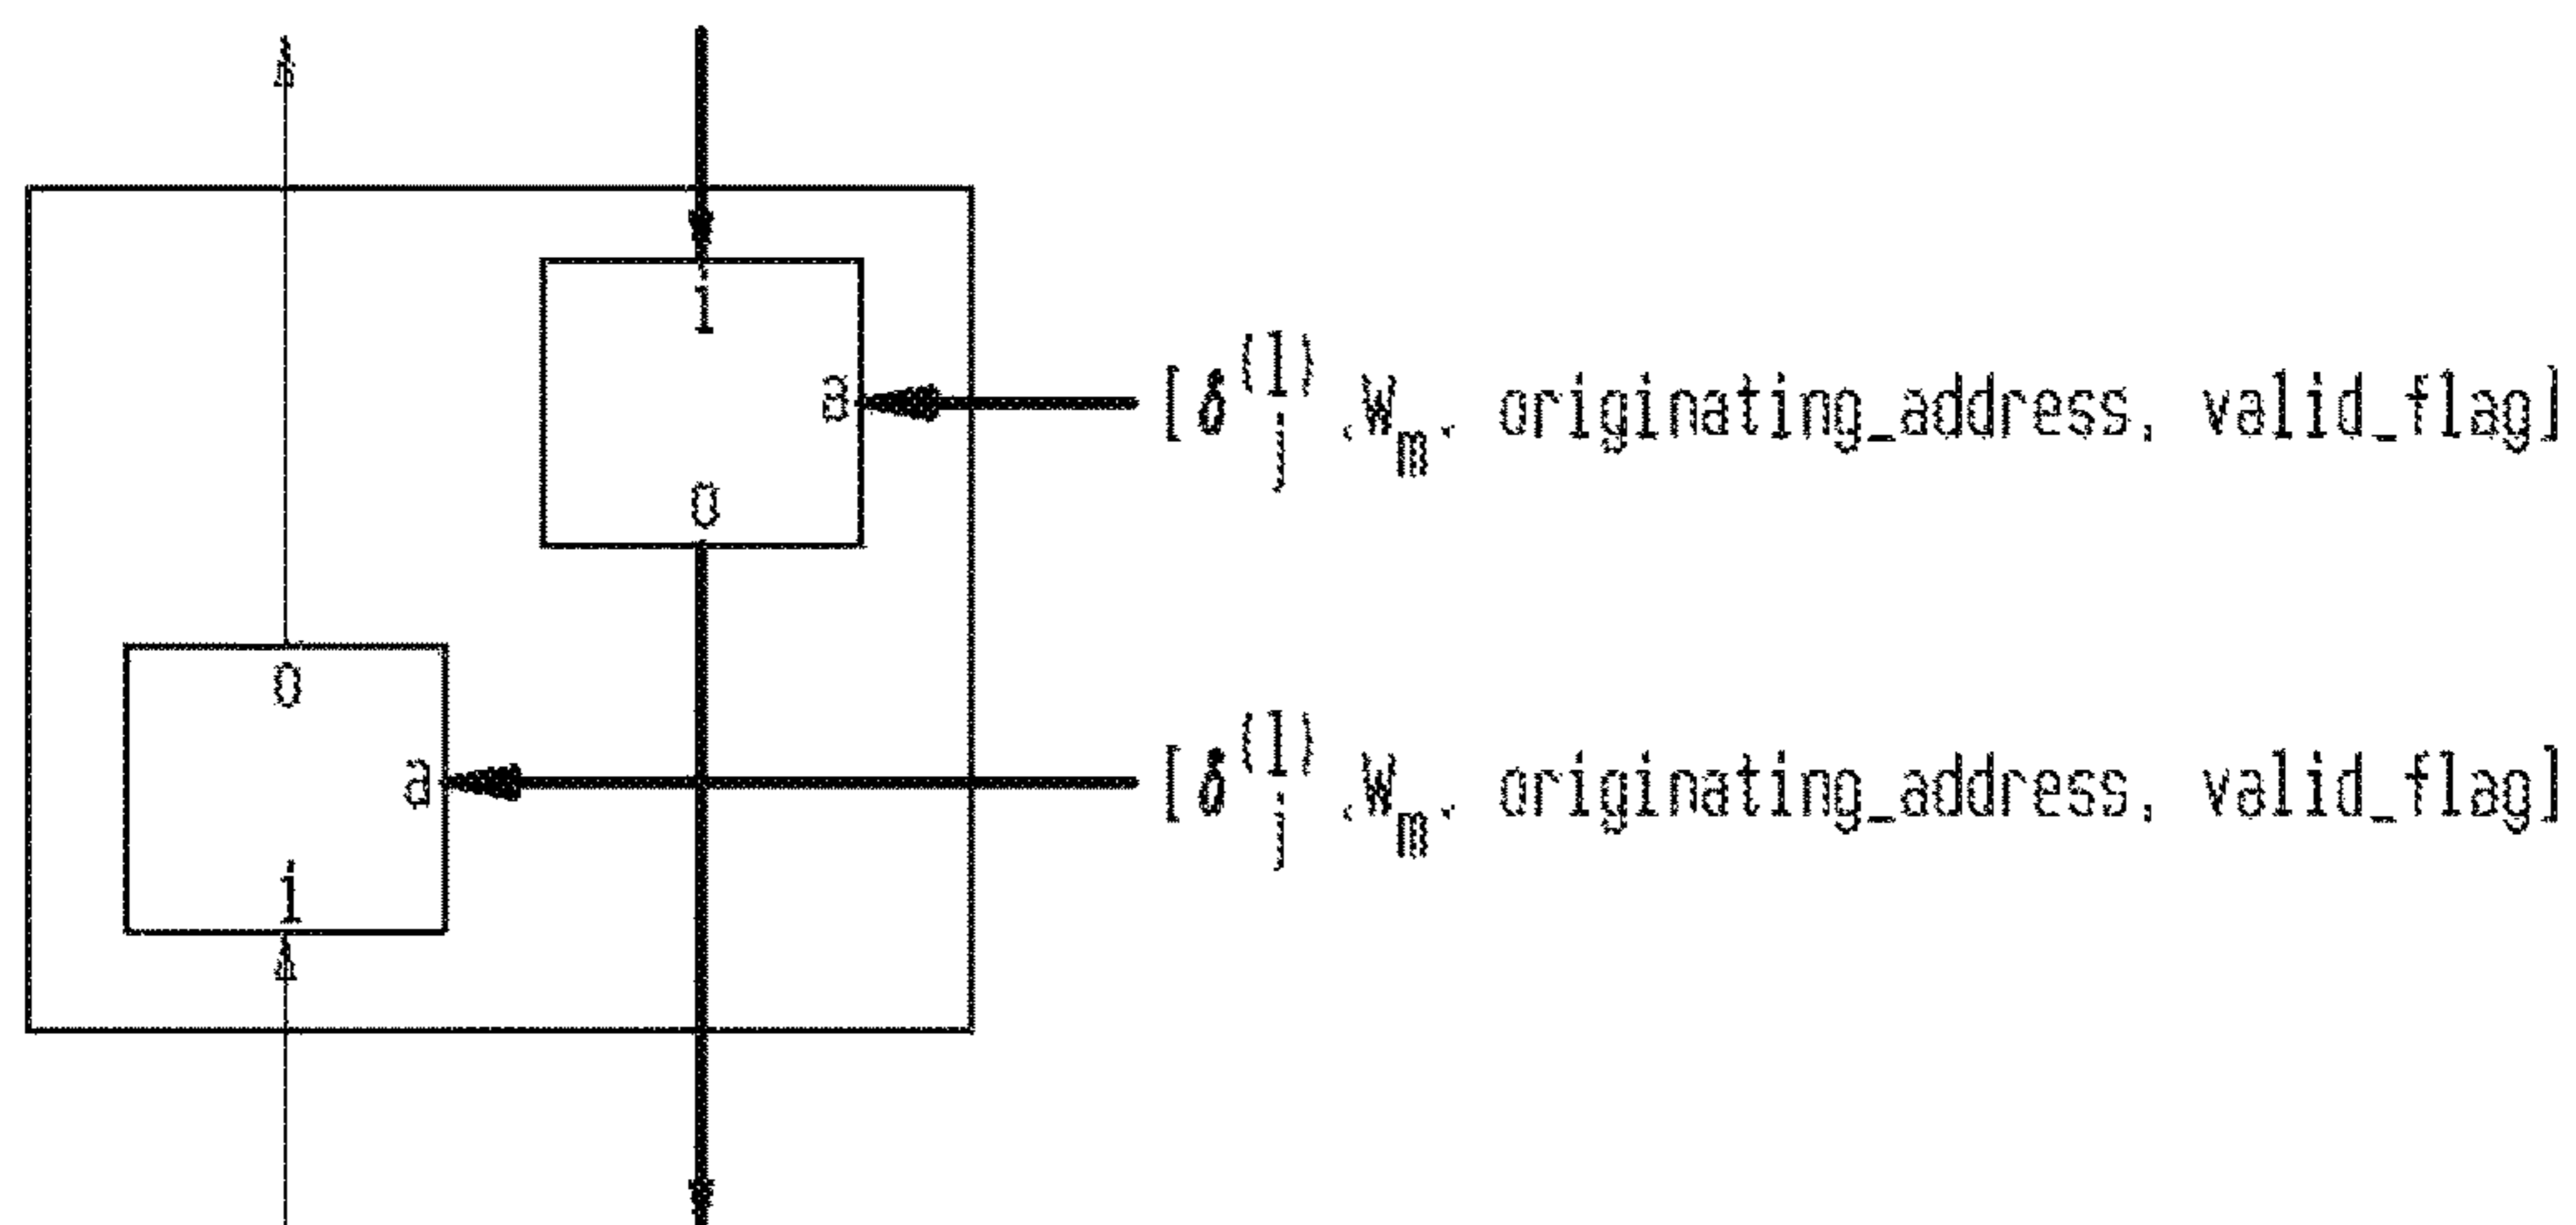 i
a [δ_j^(l), W_m, originating_address, valid_flag]
o
o
a [δ_j^(l), W_m, originating_address, valid_flag]
i